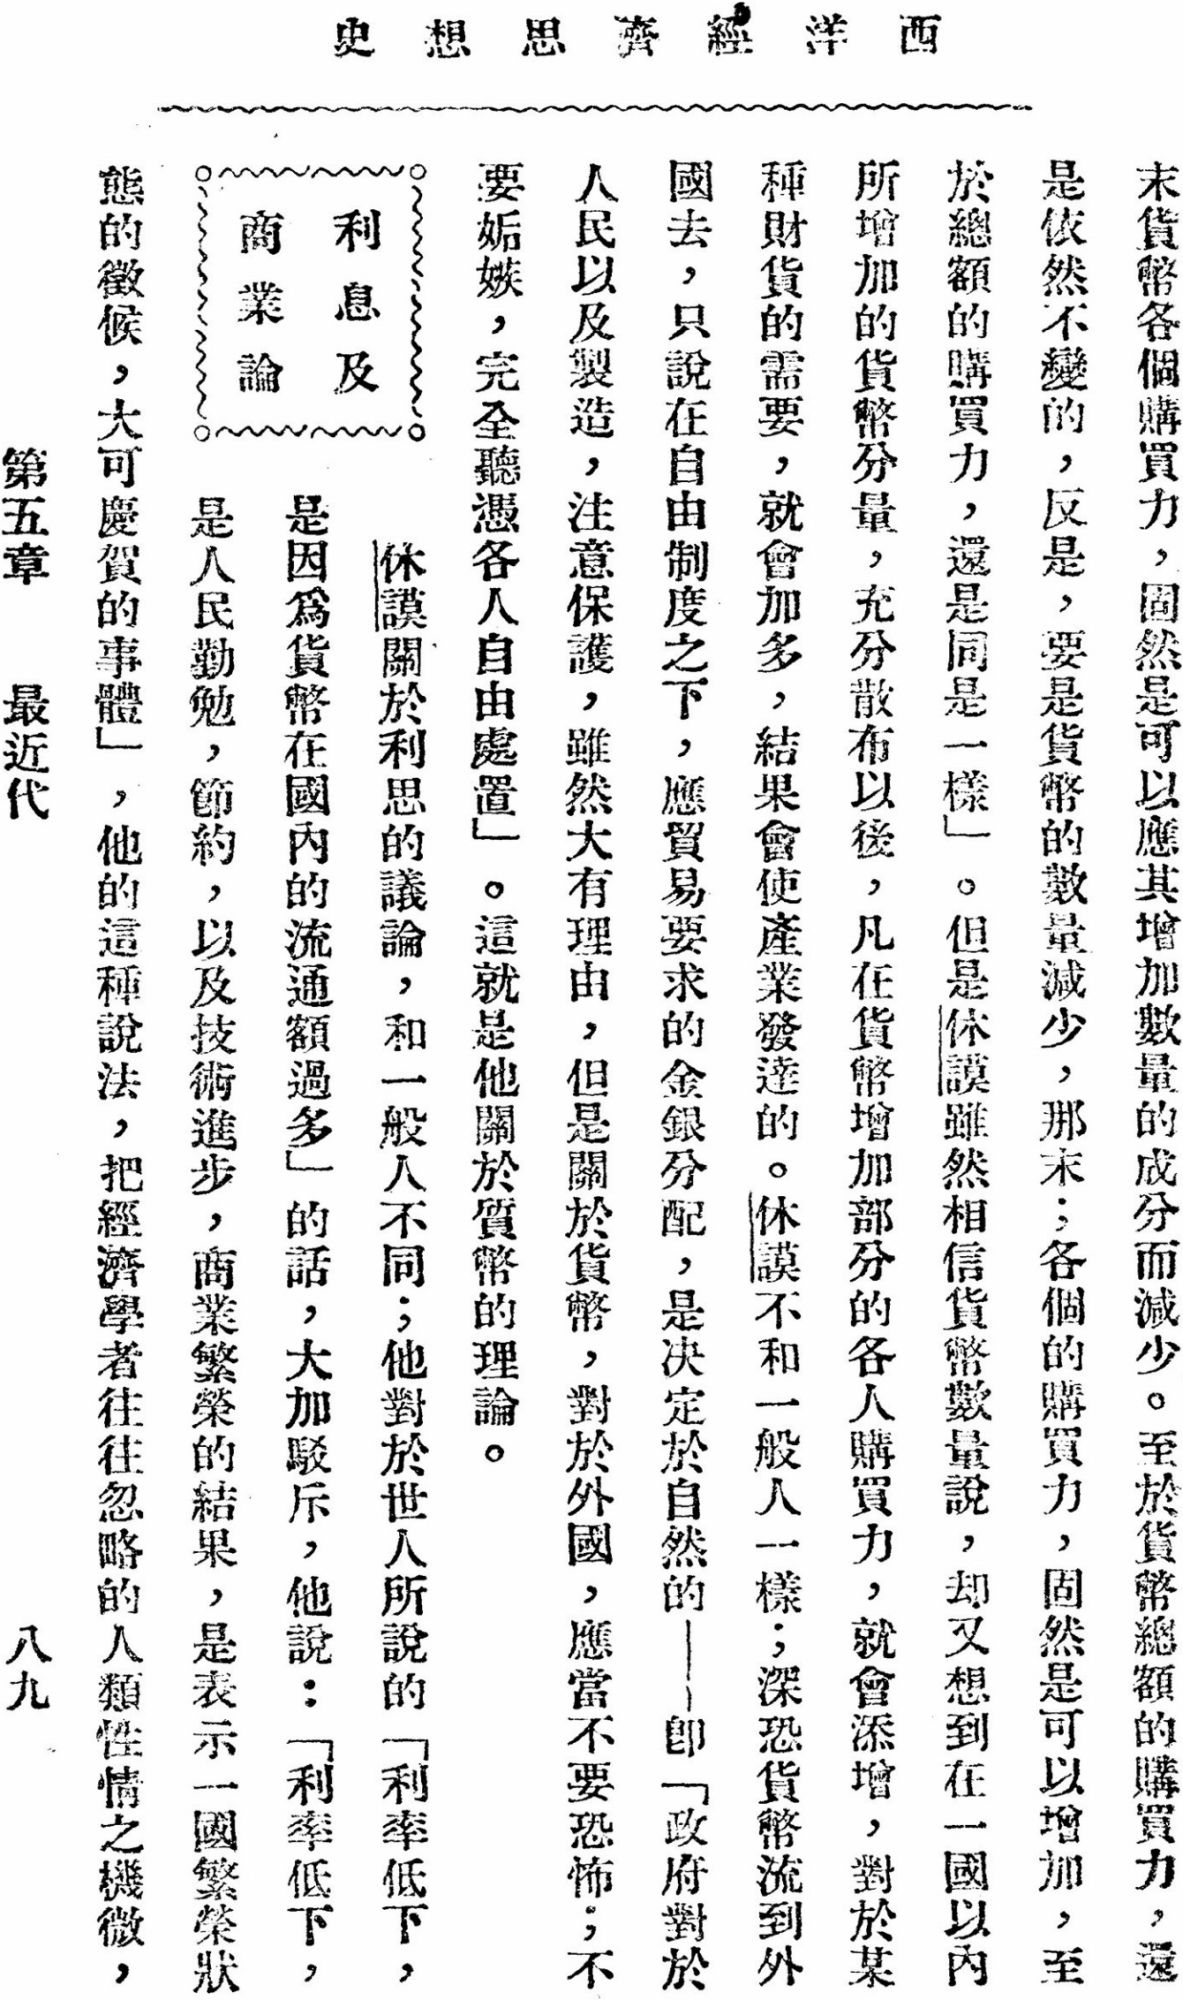 西洋經濟思想史
末貨幣各個購買力，固然是可以應其增加數量的成分而減少。至於貨幣總額的購買力，還
是依然不變的，反是，要是貨幣的數量減少，那末；各個的購買力，固然是可以增加，至
於總額的購買力，還是同是一樣」。但是休謨雖然相信貨幣數量說，却又想到在一國以內
所增加的貨幣分量，充分散布以後，凡在貨幣增加部分的各人購買力，就會添增，對於某
種財貨的需要，就會加多，結果會使產業發達的。休謨不和一般人一樣；深恐貨幣流到外
國去，只說在自由制度之下，應貿易要求的金銀分配，是決定於自然的——卽「政府對於
人民以及製造，注意保護，雖然大有理由，但是關於貨幣，對於外國，應當不要恐怖；不
要妬嫉，完全聽憑各人自由處置」。這就是他關於質幣的理論。
利息及
商業論
休謨關於利思的議論，和一般人不同；他對於世人所說的「利率低下，
是因爲貨幣在國內的流通額過多」的話，大加駁斥，他說：「利率低下，
是人民勤勉，節約，以及技術進步，商業繁榮的結果，是表示一國繁榮狀
態的徵候，大可慶賀的事體」，他的這種說法，把經濟學者往往忽略的人類性情之機微，
第五章 最近代 八九